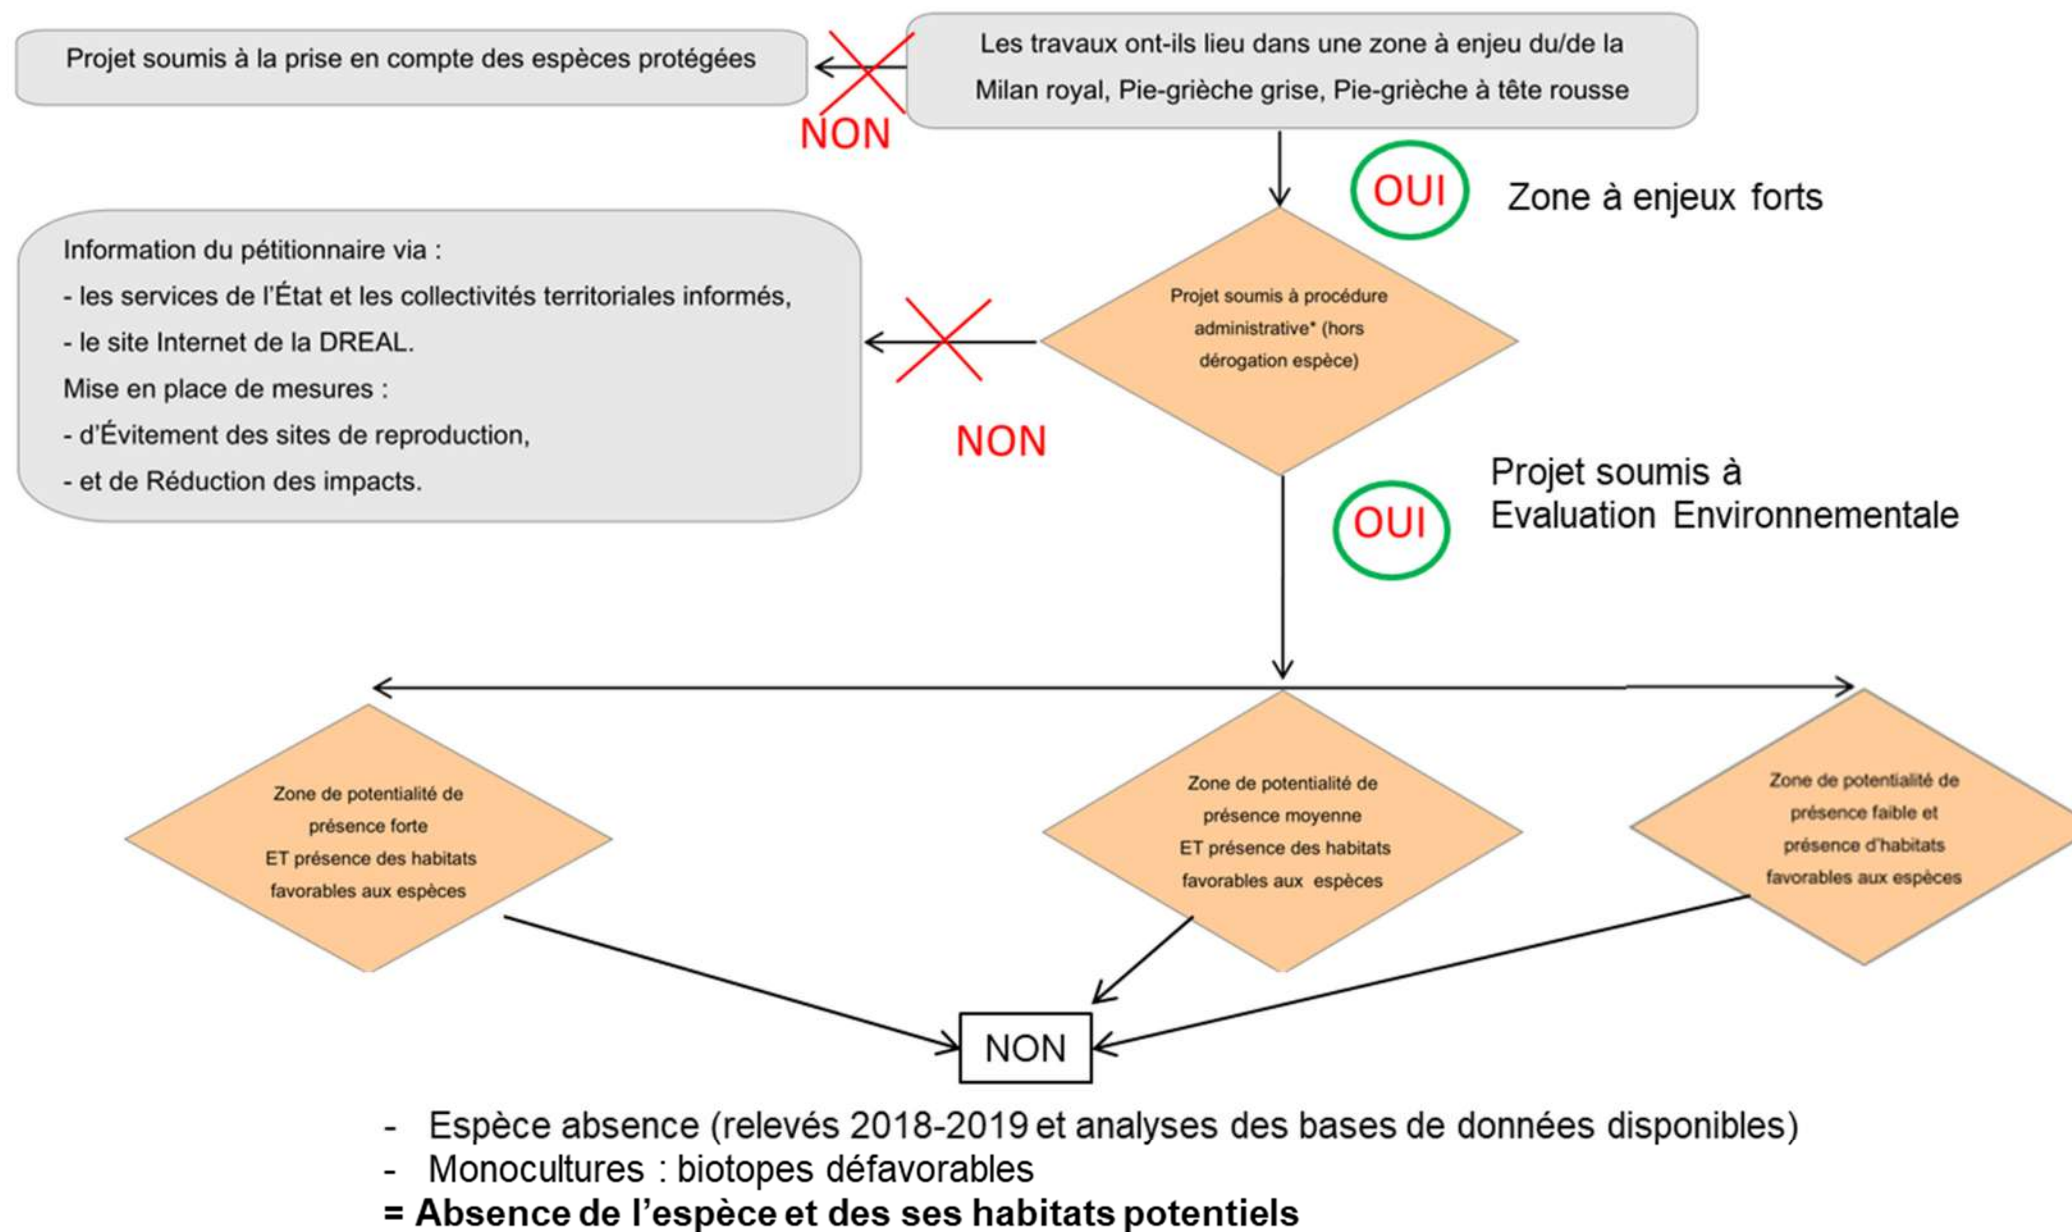 Projet soumis à la prise en compte des espèces protégées
Les travaux ont-ils lieu dans une zone à enjeu du/de la
Milan royal, Pie-grièche grise, Pie-grièche à tête rousse
NON
OUI
Zone à enjeux forts
Information du pétitionnaire via :
- les services de l'État et les collectivités territoriales informés,
- le site Internet de la DREAL.
Mise en place de mesures :
- d'Évitement des sites de reproduction,
- et de Réduction des impacts.
Projet soumis à procédure
administrative* (hors
dérogation espèce)
NON
OUI
Projet soumis à
Evaluation Environnementale
Zone de potentialité de
présence forte
ET présence des habitats
favorables aux espèces
Zone de potentialité de
présence moyenne
ET présence des habitats
favorables aux espèces
Zone de potentialité de
présence faible et
présence d'habitats
favorables aux espèces
NON
- Espèce absence (relevés 2018-2019 et analyses des bases de données disponibles)
- Monocultures : biotopes défavorables
= Absence de l'espèce et des ses habitats potentiels